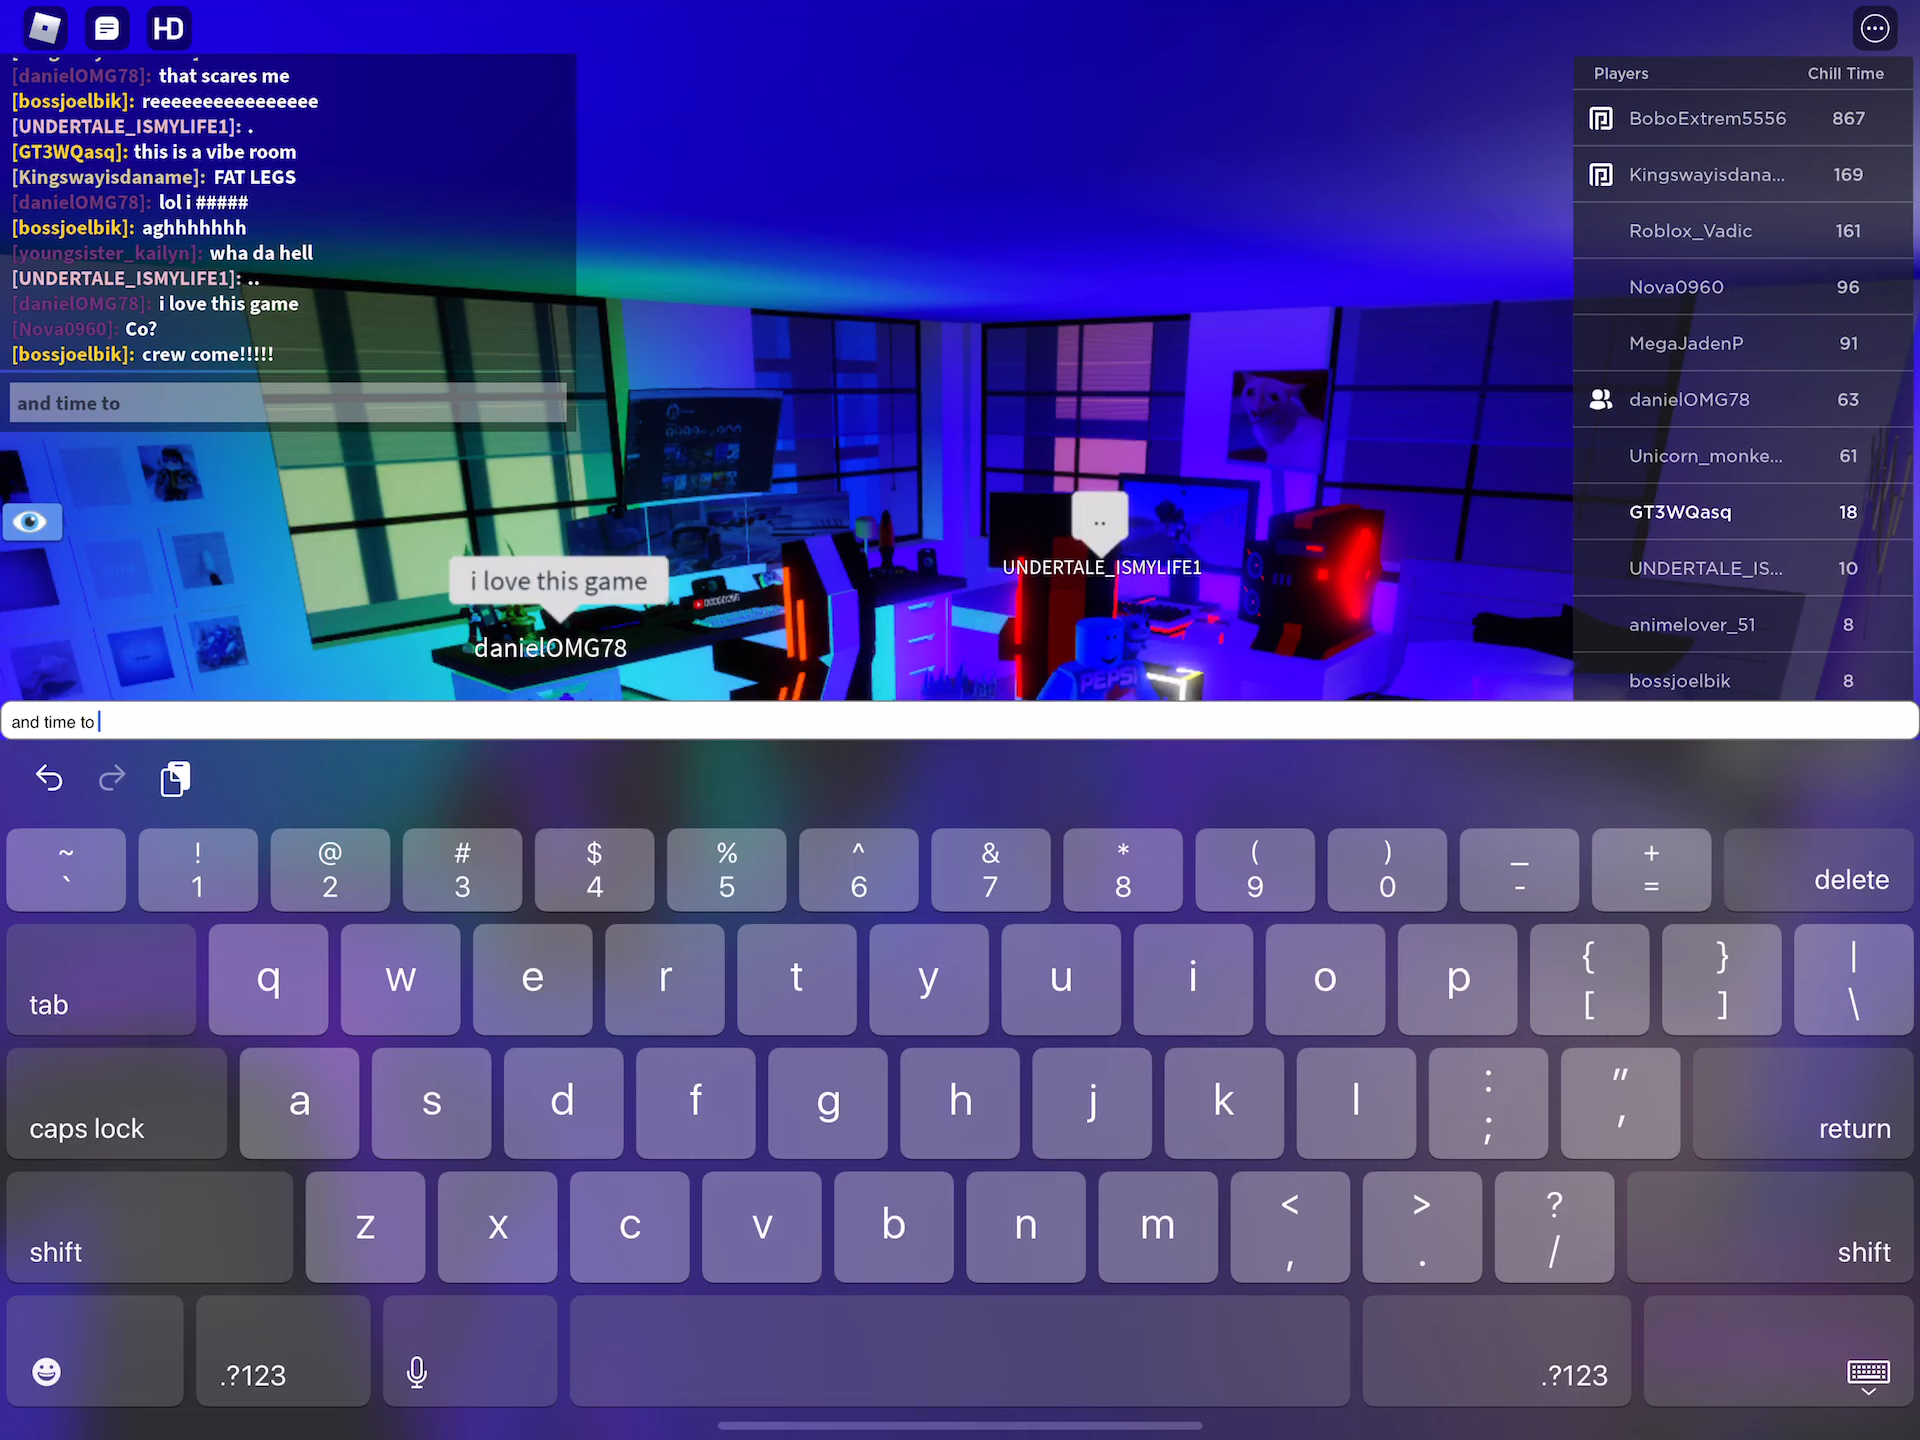 HD
[danielOMG78]: that scares me
[bossjoelbik]: reeeeeeeeeeeeeeee
[UNDERTALE_ISMYLIFE1]: .
[GT3WQasq]: this is a vibe room
[Kingswayisdaname]: FAT LEGS
[danielOMG78]: lol i #####
[bossjoelbik]: aghhhhhhh
[youngsister_kailyn]: wha da hell
[UNDERTALE_ISMYLIFE1]: ..
[danielOMG78]: i love this game
[Nova0960]: Co?
[bossjoelbik]: crew come!!!!!
and time to
Players Chill Time
BoboExtrem5556 867
Kingswayisdana... 169
Roblox_Vadic 161
Nova0960 96
MegaJadenP 91
danielOMG78 63
Unicorn_monke... 61
GT3WQasq 18
UNDERTALE_IS... 10
animelover_51 8
bossjoelbik 8
..
UNDERTALE_ISMYLIFE1
i love this game
danielOMG78
PEPSI
and time to
~ ! @ # $ % ^ & * ( ) _ +
` 1 2 3 4 5 6 7 8 9 0 - = delete
tab q w e r t y u i o p { [ } ] | \
caps lock a s d f g h j k l : ; " ' return
shift z x c v b n m < , > . ? / shift
.?123 .?123